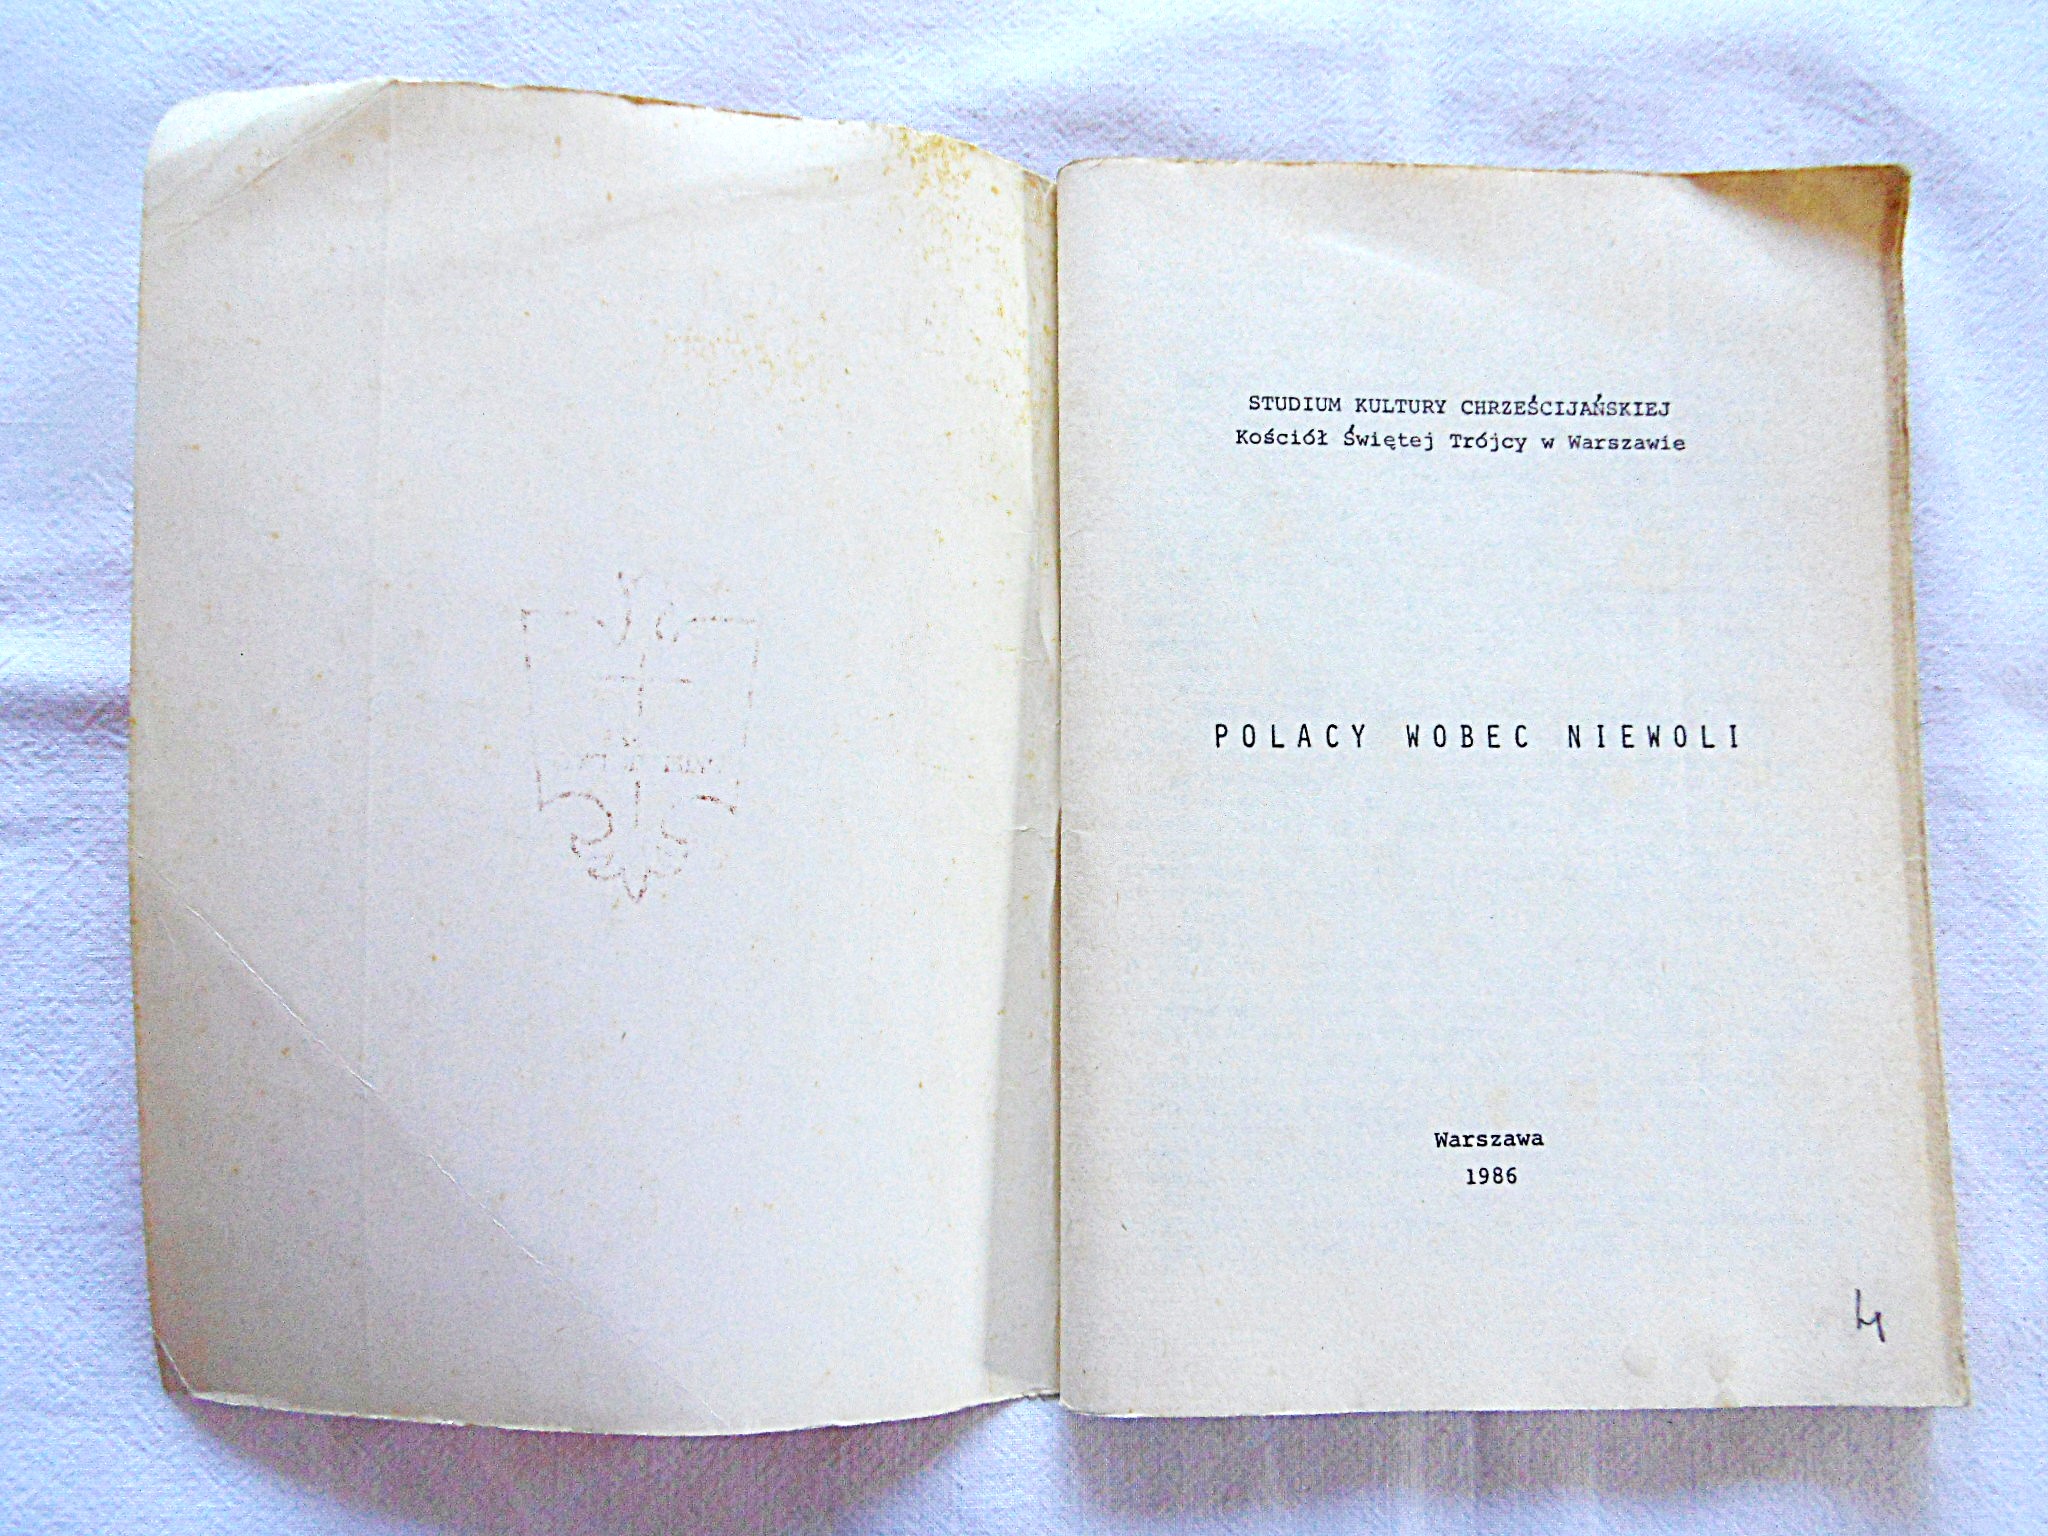 STUDIUM KULTURY CHRZEŚCIJAŃSKIEJ
Kościół Świętej Trójcy w Warszawie
POLACY WOBEC NIEWOLI
Warszawa
1986